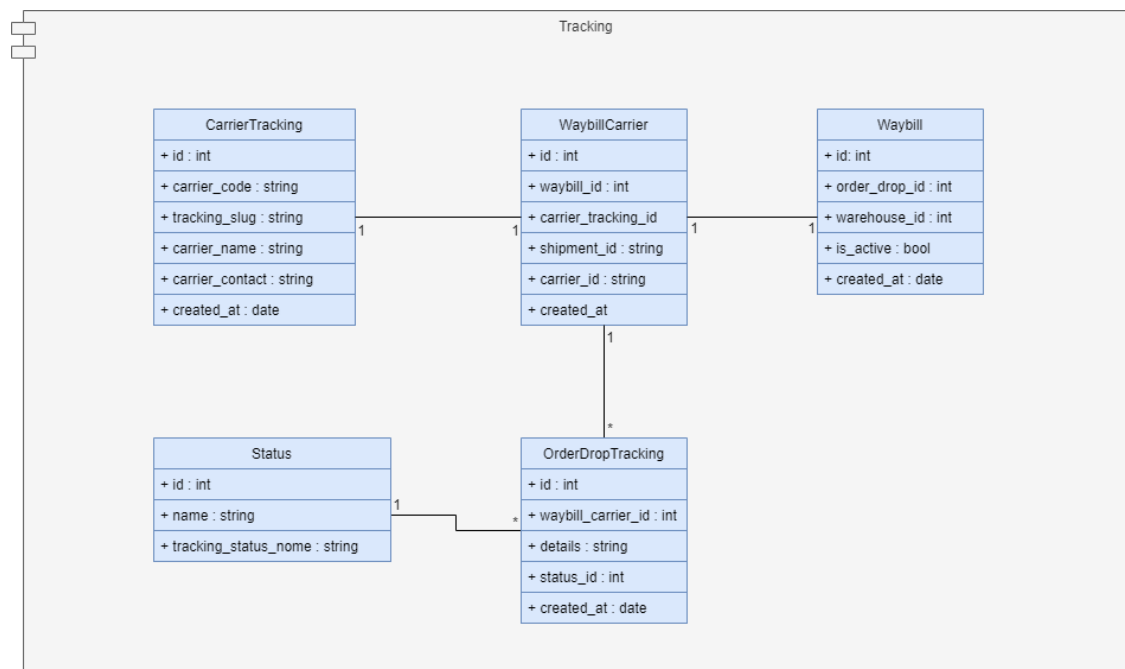 Tracking
CarrierTracking
+ id : int
+ carrier_code : string
+ tracking_slug : string
+ carrier_name : string
+ carrier_contact : string
+ created_at : date
1
1
WaybillCarrier
+ id : int
+ waybill_id : int
+ carrier_tracking_id
+ shipment_id : string
+ carrier_id : string
+ created_at
1
1
Waybill
+ id: int
+ order_drop_id : int
+ warehouse_id : int
+ is_active : bool
+ created_at : date
1
*
Status
+ id : int
+ name : string
+ tracking_status_nome : string
1
*
OrderDropTracking
+ id : int
+ waybill_carrier_id : int
+ details : string
+ status_id : int
+ created_at : date